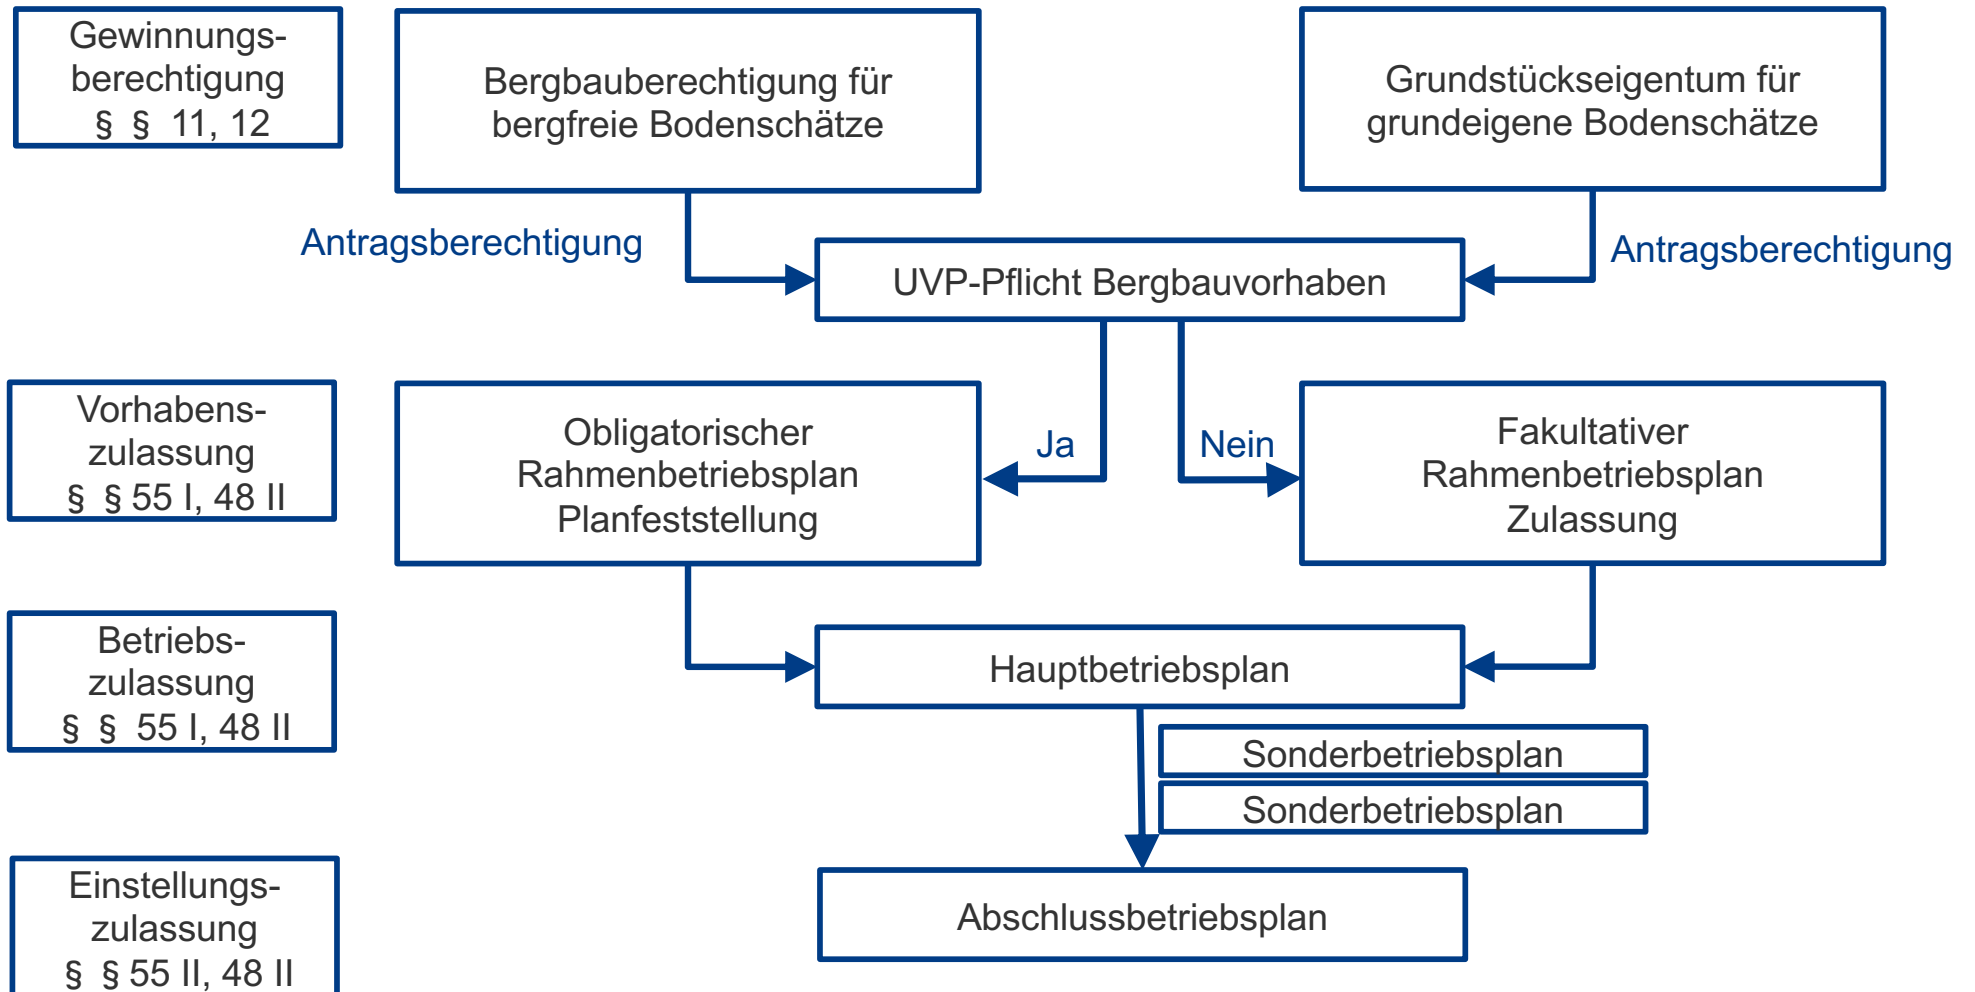 Gewinnungs-
berechtigung
§ § 11, 12
Bergbauberechtigung für
bergfreie Bodenschätze
Grundstückseigentum für
grundeigene Bodenschätze
Antragsberechtigung
Antragsberechtigung
UVP-Pflicht Bergbauvorhaben
Vorhabens-
zulassung
§ § 55 I, 48 II
Obligatorischer
Rahmenbetriebsplan
Planfeststellung
Ja
Nein
Fakultativer
Rahmenbetriebsplan
Zulassung
Betriebs-
zulassung
§ § 55 I, 48 II
Hauptbetriebsplan
Sonderbetriebsplan
Sonderbetriebsplan
Einstellungs-
zulassung
§ § 55 II, 48 II
Abschlussbetriebsplan